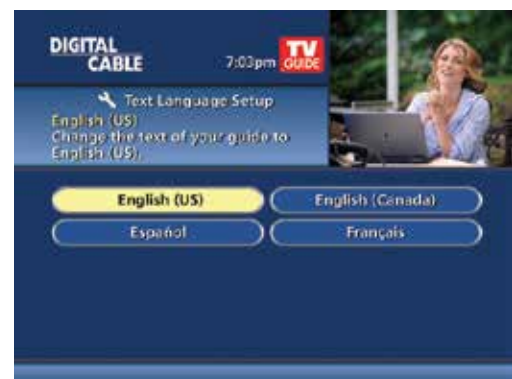 DIGITAL
CABLE
7:03pm
TV
GUIDE
Text Language Setup
English (US)
Change the text of your guide to
English (US).
English (US)
English (Canada)
Español
Français